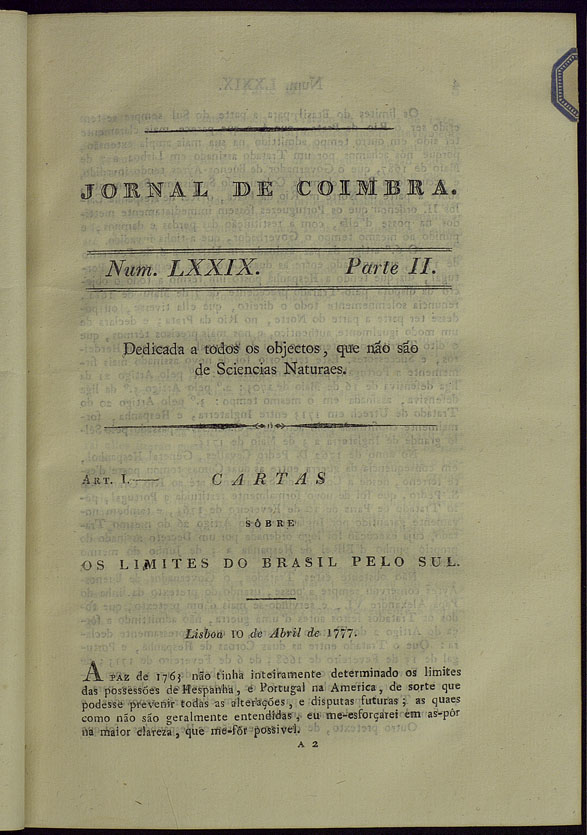 JORNAL DE COIMBRA.
Num. LXXIX. Parte II.
Dedicada a todos os objectos, que não são
de Sciencias Naturaes.
ART. I.—— CARTAS
SÔBRE
OS LIMITES DO BRASIL PELO SUL.
Lisboa 10 de Abril de 1777.
A PAZ de 1763 não tinha inteiramente determinado os limites
das possessões de Hespanha, e Portugal na America, de sorte que
podesse prevenir todas as alterações, e disputas futuras; as quaes
como não são geralmente entendidas, eu me-esforçarei em as-pôr
na maior clareza, que me-fôr possivel.
A 2